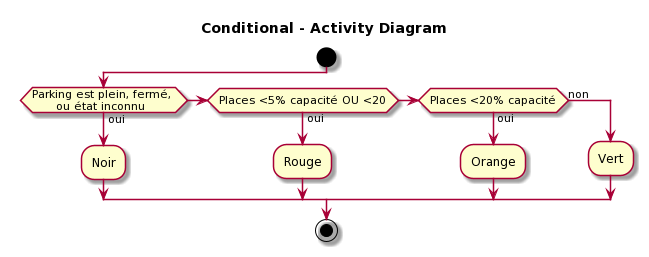 Conditional - Activity Diagram
Parking est plein, fermé,
ou état inconnu
oui
Noir
Places <5% capacité OU <20
oui
Rouge
Places <20% capacité
oui
Orange
non
Vert